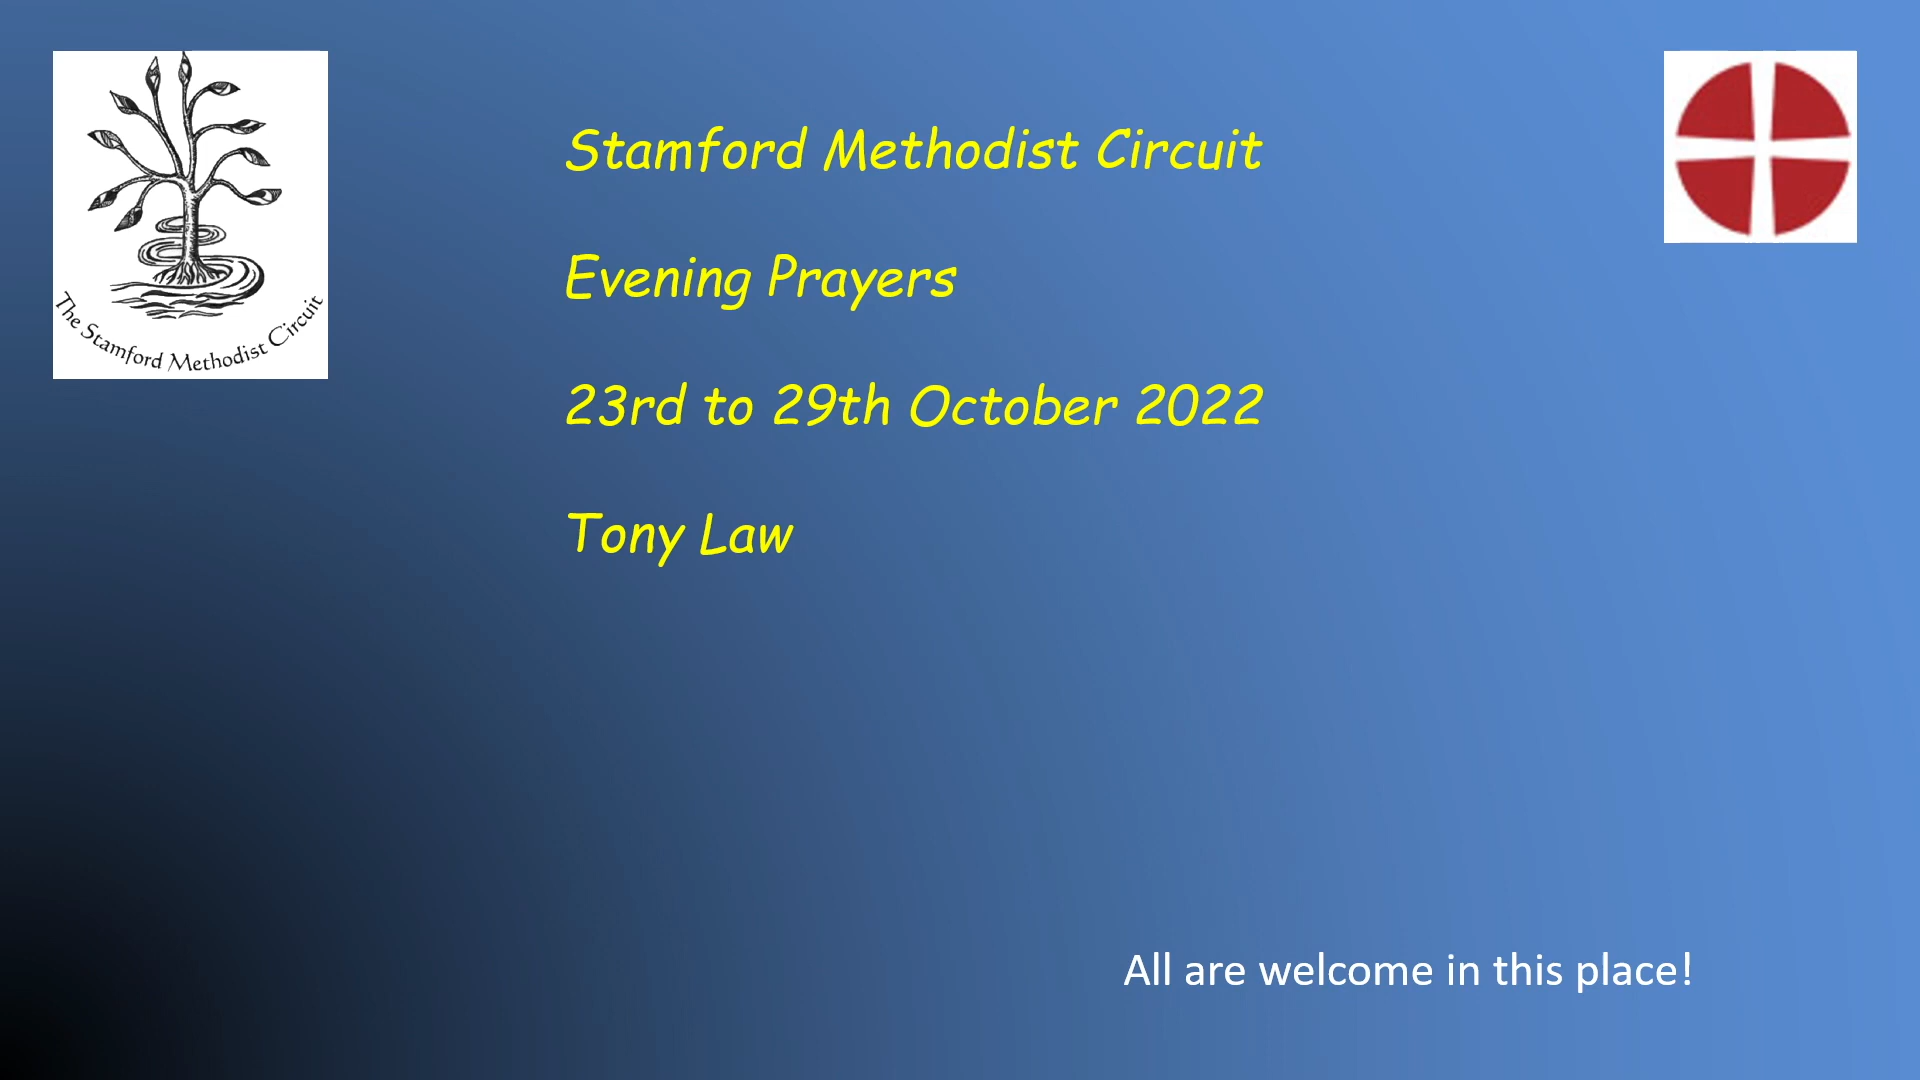 The Stamford Methodist Circuit
Stamford Methodist Circuit
Evening Prayers
23rd to 29th October 2022
Tony Law
All are welcome in this place!